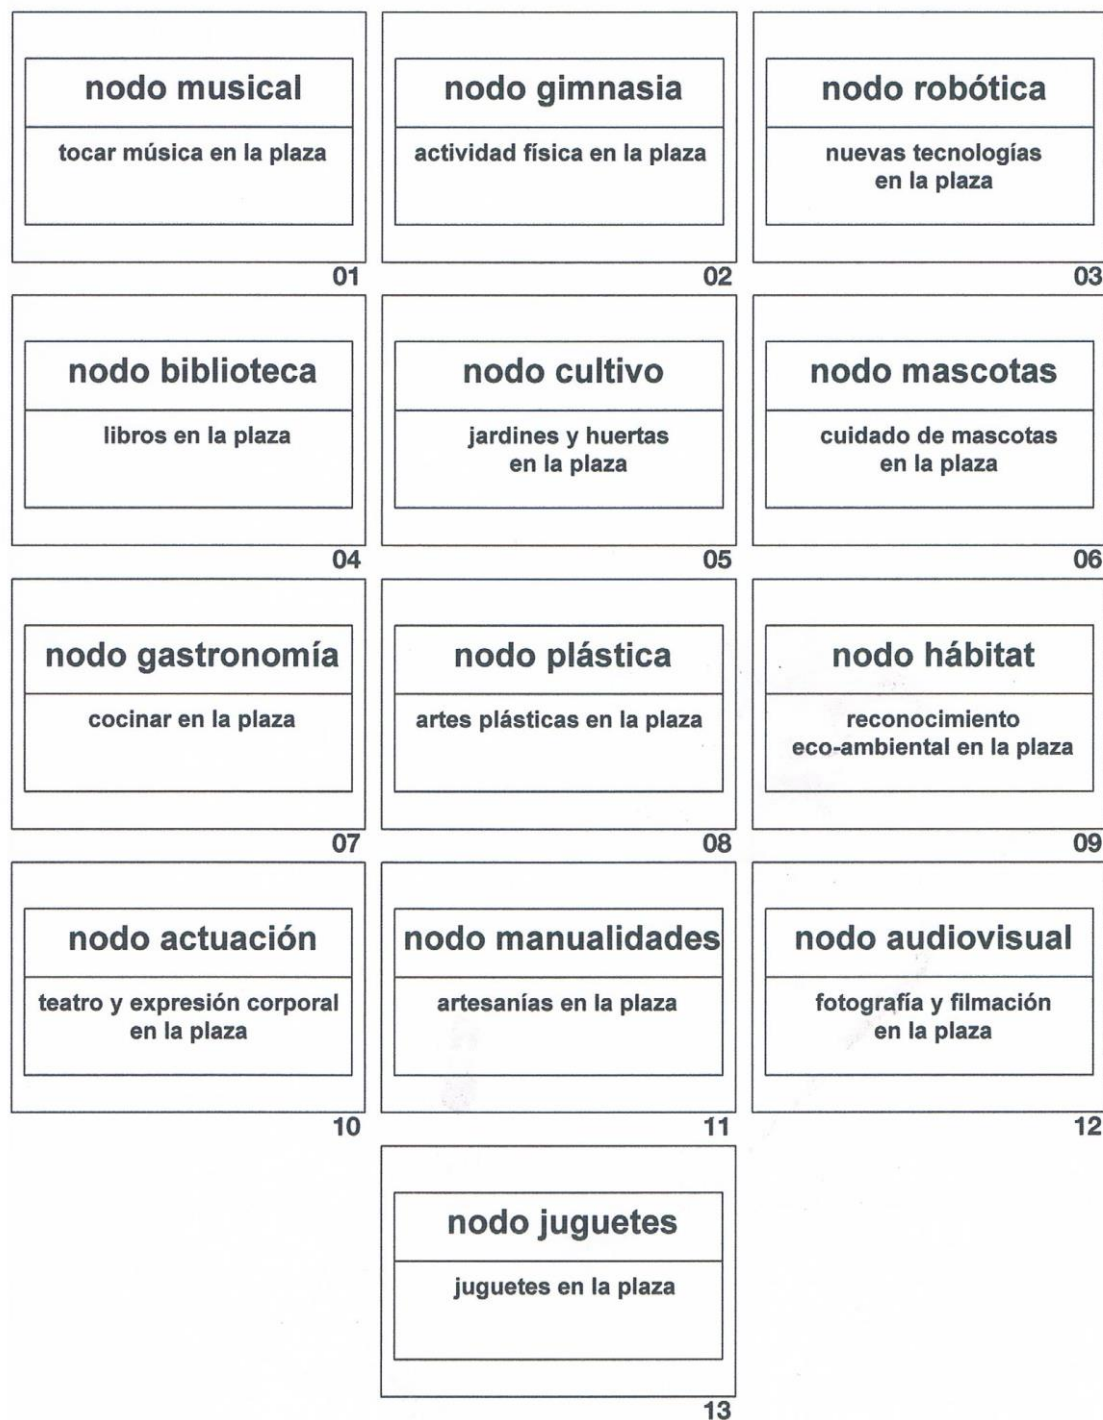 nodo musical
tocar música en la plaza
01
nodo gimnasia
actividad física en la plaza
02
nodo robótica
nuevas tecnologías
en la plaza
03
nodo biblioteca
libros en la plaza
04
nodo cultivo
jardines y huertas
en la plaza
05
nodo mascotas
cuidado de mascotas
en la plaza
06
nodo gastronomía
cocinar en la plaza
07
nodo plástica
artes plásticas en la plaza
08
nodo hábitat
reconocimiento
eco-ambiental en la plaza
09
nodo actuación
teatro y expresión corporal
en la plaza
10
nodo manualidades
artesanías en la plaza
11
nodo audiovisual
fotografía y filmación
en la plaza
12
nodo juguetes
juguetes en la plaza
13